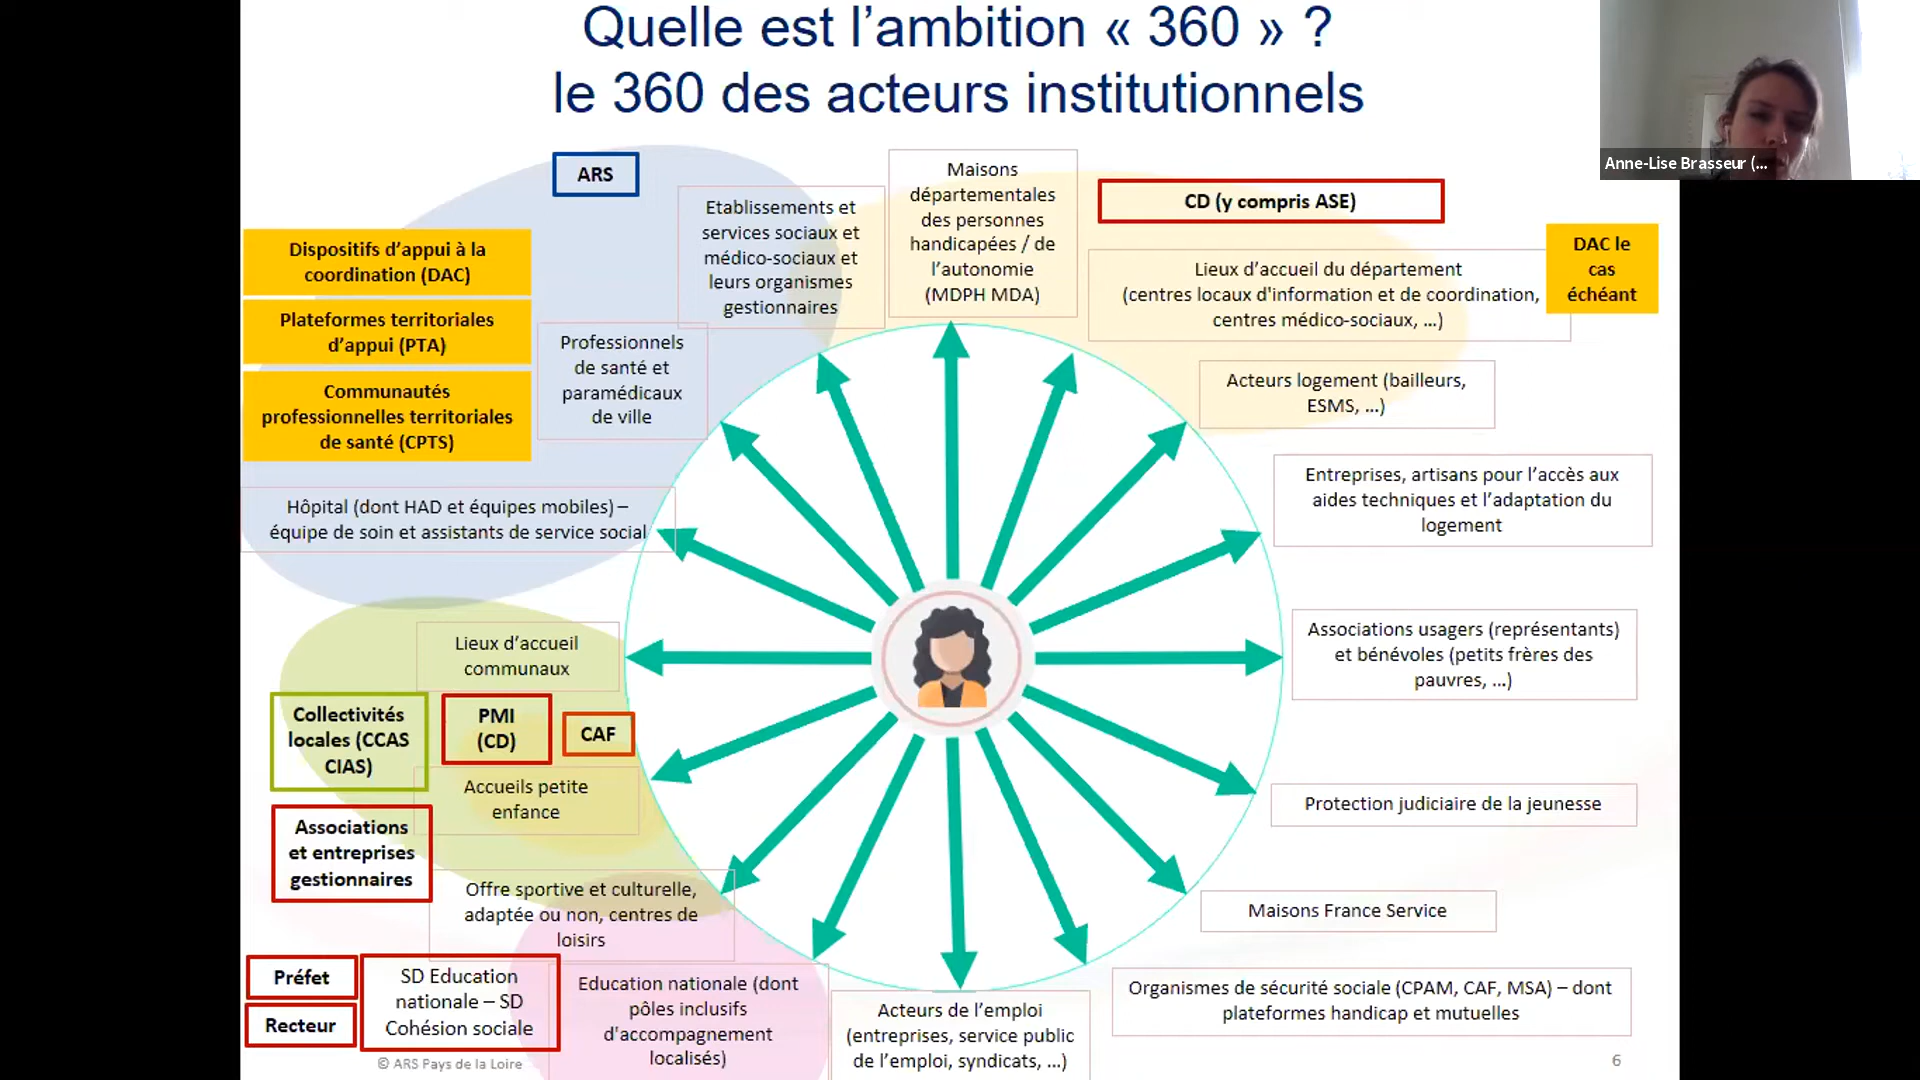 Quelle est l’ambition « 360 » ?
le 360 des acteurs institutionnels
Anne-Lise Brasseur (...
ARS
Etablissements et
services sociaux et
médico-sociaux et
leurs organismes
gestionnaires
Maisons
départementales
des personnes
handicapées / de
l’autonomie
(MDPH MDA)
CD (y compris ASE)
Lieux d’accueil du département
(centres locaux d'information et de coordination,
centres médico-sociaux, …)
DAC le
cas
échéant
Dispositifs d’appui à la
coordination (DAC)
Plateformes territoriales
d’appui (PTA)
Communautés
professionnelles territoriales
de santé (CPTS)
Professionnels
de santé et
paramédicaux
de ville
Acteurs logement (bailleurs,
ESMS, …)
Hôpital (dont HAD et équipes mobiles) –
équipe de soin et assistants de service social
Entreprises, artisans pour l’accès aux
aides techniques et l’adaptation du
logement
Lieux d’accueil
communaux
Associations usagers (représentants)
et bénévoles (petits frères des
pauvres, …)
Collectivités
locales (CCAS
CIAS)
PMI
(CD)
CAF
Accueils petite
enfance
Protection judiciaire de la jeunesse
Associations
et entreprises
gestionnaires
Offre sportive et culturelle,
adaptée ou non, centres de
loisirs
Maisons France Service
Préfet
Recteur
SD Education
nationale – SD
Cohésion sociale
Education nationale (dont
pôles inclusifs
d'accompagnement
localisés)
Acteurs de l’emploi
(entreprises, service public
de l’emploi, syndicats, …)
Organismes de sécurité sociale (CPAM, CAF, MSA) – dont
plateformes handicap et mutuelles
© ARS Pays de la Loire
6